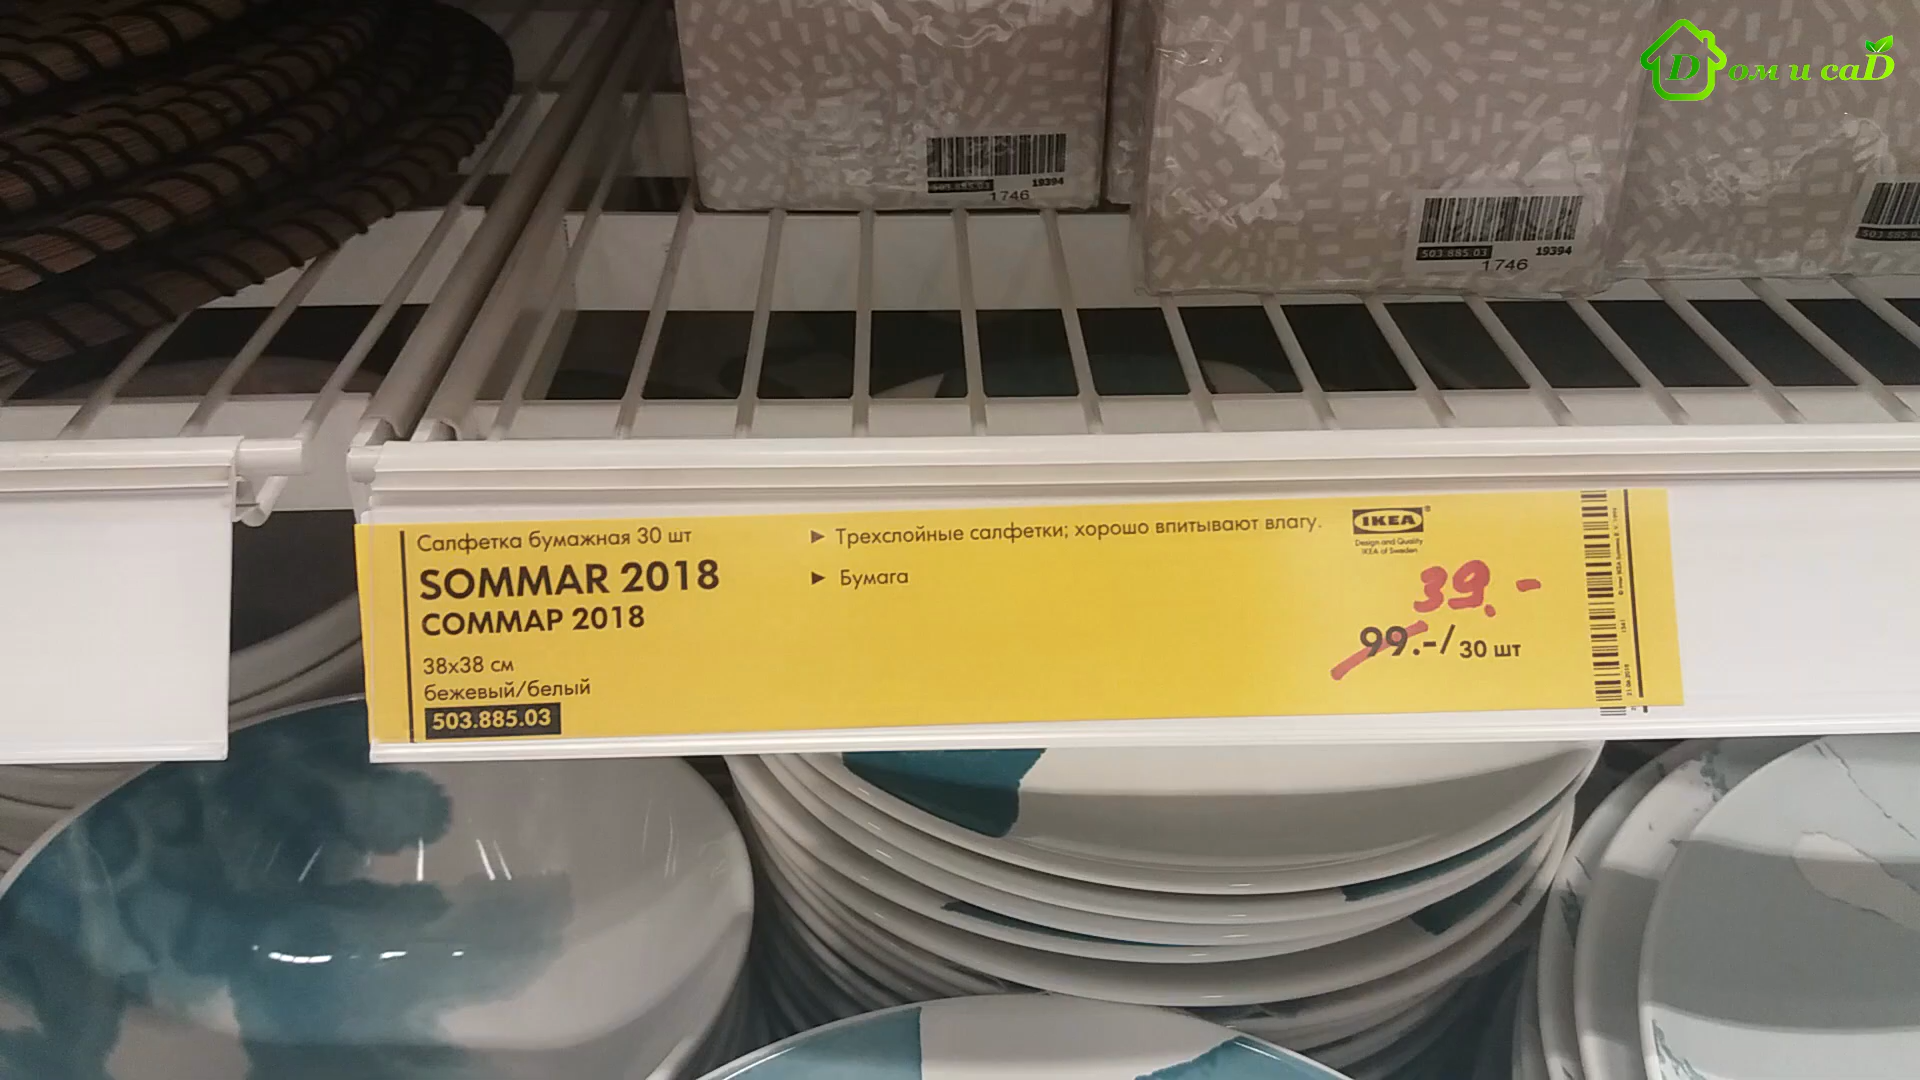 Dом и саD
503.885.03
19394
1746
503.885.03
19394
1746
Салфетка бумажная 30 шт
SOMMAR 2018
СОММАР 2018
38x38 см
бежевый/белый
503.885.03
► Трехслойные салфетки; хорошо впитывают влагу.
► Бумага
IKEA
Design and Quality
IKEA of Sweden
39.-
99.-/30 шт